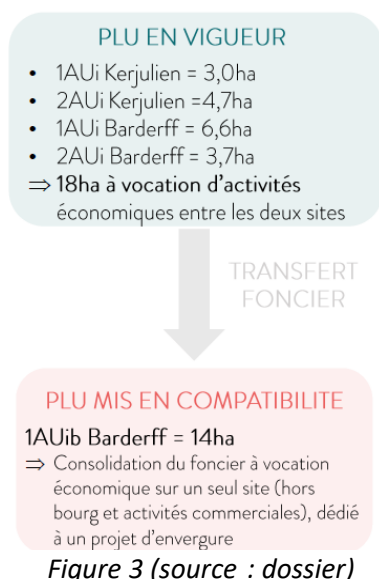 PLU EN VIGUEUR
• 1AUi Kerjulien = 3,0ha
• 2AUi Kerjulien =4,7ha
• 1AUi Barderff = 6,6ha
• 2AUi Barderff = 3,7ha
⇒ 18ha à vocation d’activités
économiques entre les deux sites
TRANSFERT
FONCIER
PLU MIS EN COMPATIBILITE
1AUib Barderff = 14ha
⇒ Consolidation du foncier à vocation
économique sur un seul site (hors
bourg et activités commerciales), dédié
à un projet d’envergure
Figure 3 (source : dossier)